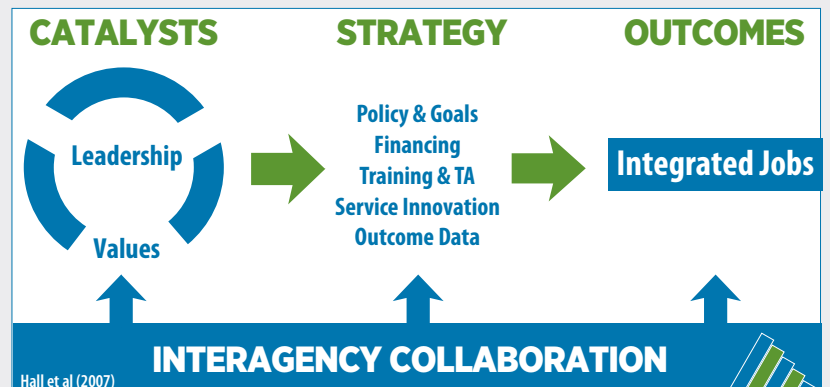 CATALYSTS
Leadership
Values
STRATEGY
Policy & Goals
Financing
Training & TA
Service Innovation
Outcome Data
OUTCOMES
Integrated Jobs
INTERAGENCY COLLABORATION
Hall et al (2007)